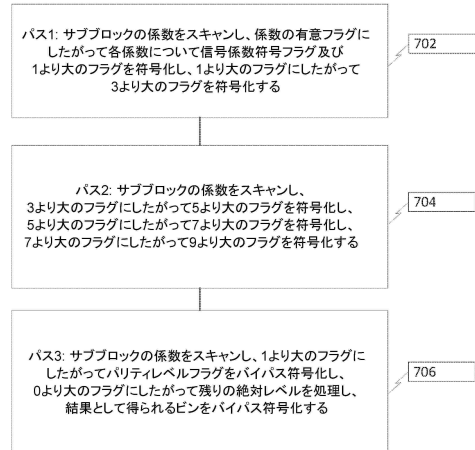 パス1: サブブロックの係数をスキャンし、係数の有意フラグに
したがって各係数について信号係数符号フラグ及び
1より大のフラグを符号化し、1より大のフラグにしたがって
3より大のフラグを符号化する
702
パス2: サブブロックの係数をスキャンし、
3より大のフラグにしたがって5より大のフラグを符号化し、
5より大のフラグにしたがって7より大のフラグを符号化し、
7より大のフラグにしたがって9より大のフラグを符号化する
704
パス3: サブブロックの係数をスキャンし、1より大のフラグに
したがってパリティレベルフラグをバイパス符号化し、
0より大のフラグにしたがって残りの絶対レベルを処理し、
結果として得られるビンをバイパス符号化する
706